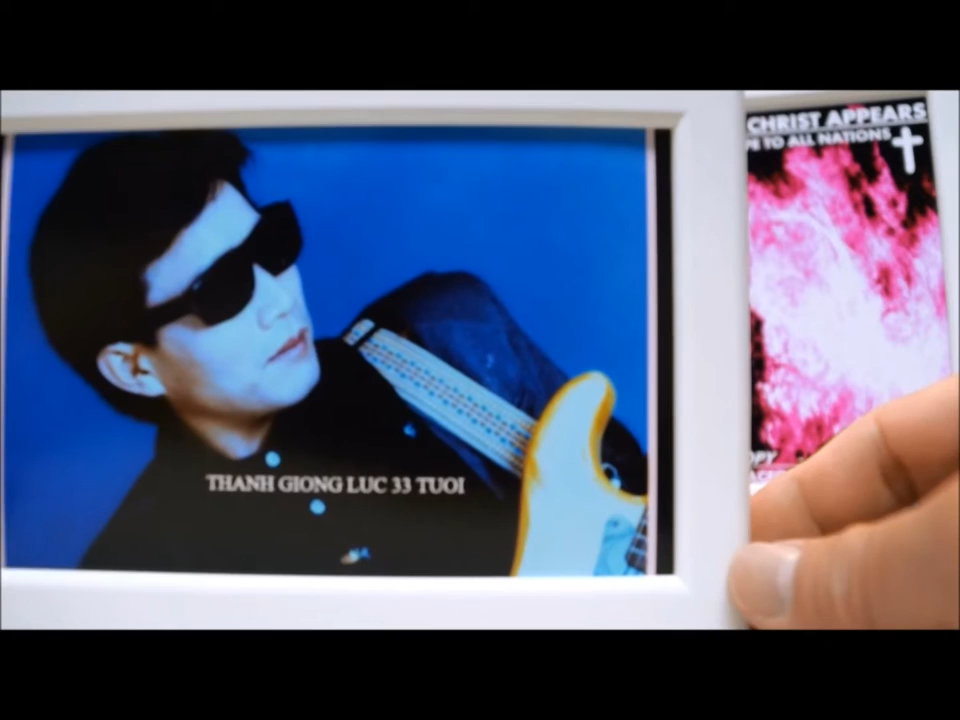 THANH GIONG LUC 33 TUOI
CHRIST APPEARS
TO ALL NATIONS